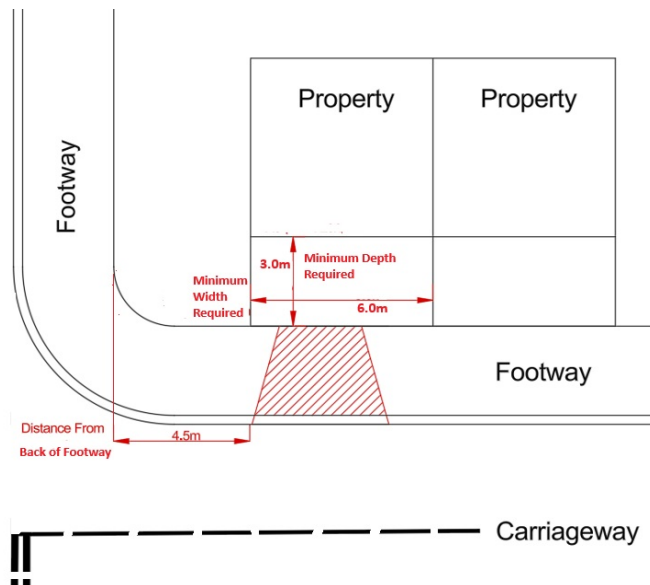 Property
Property
Footway
3.0m
Minimum Depth
Required
Minimum
Width
Required
6.0m
Footway
Distance From
Back of Footway
4.5m
Carriageway